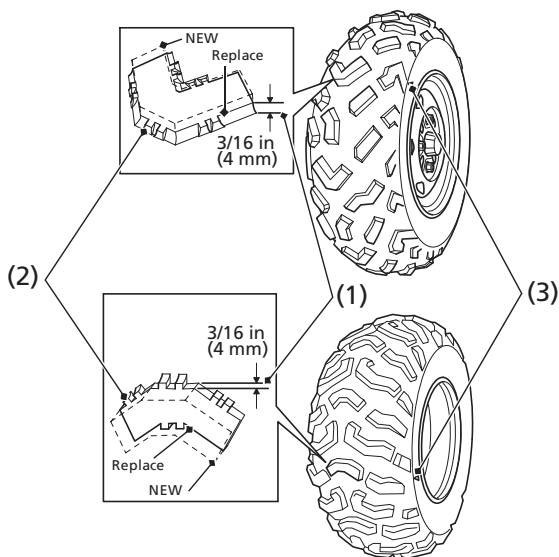 NEW
Replace
3/16 in
(4 mm)
(2)
(1)
(3)
3/16 in
(4 mm)
Replace
NEW